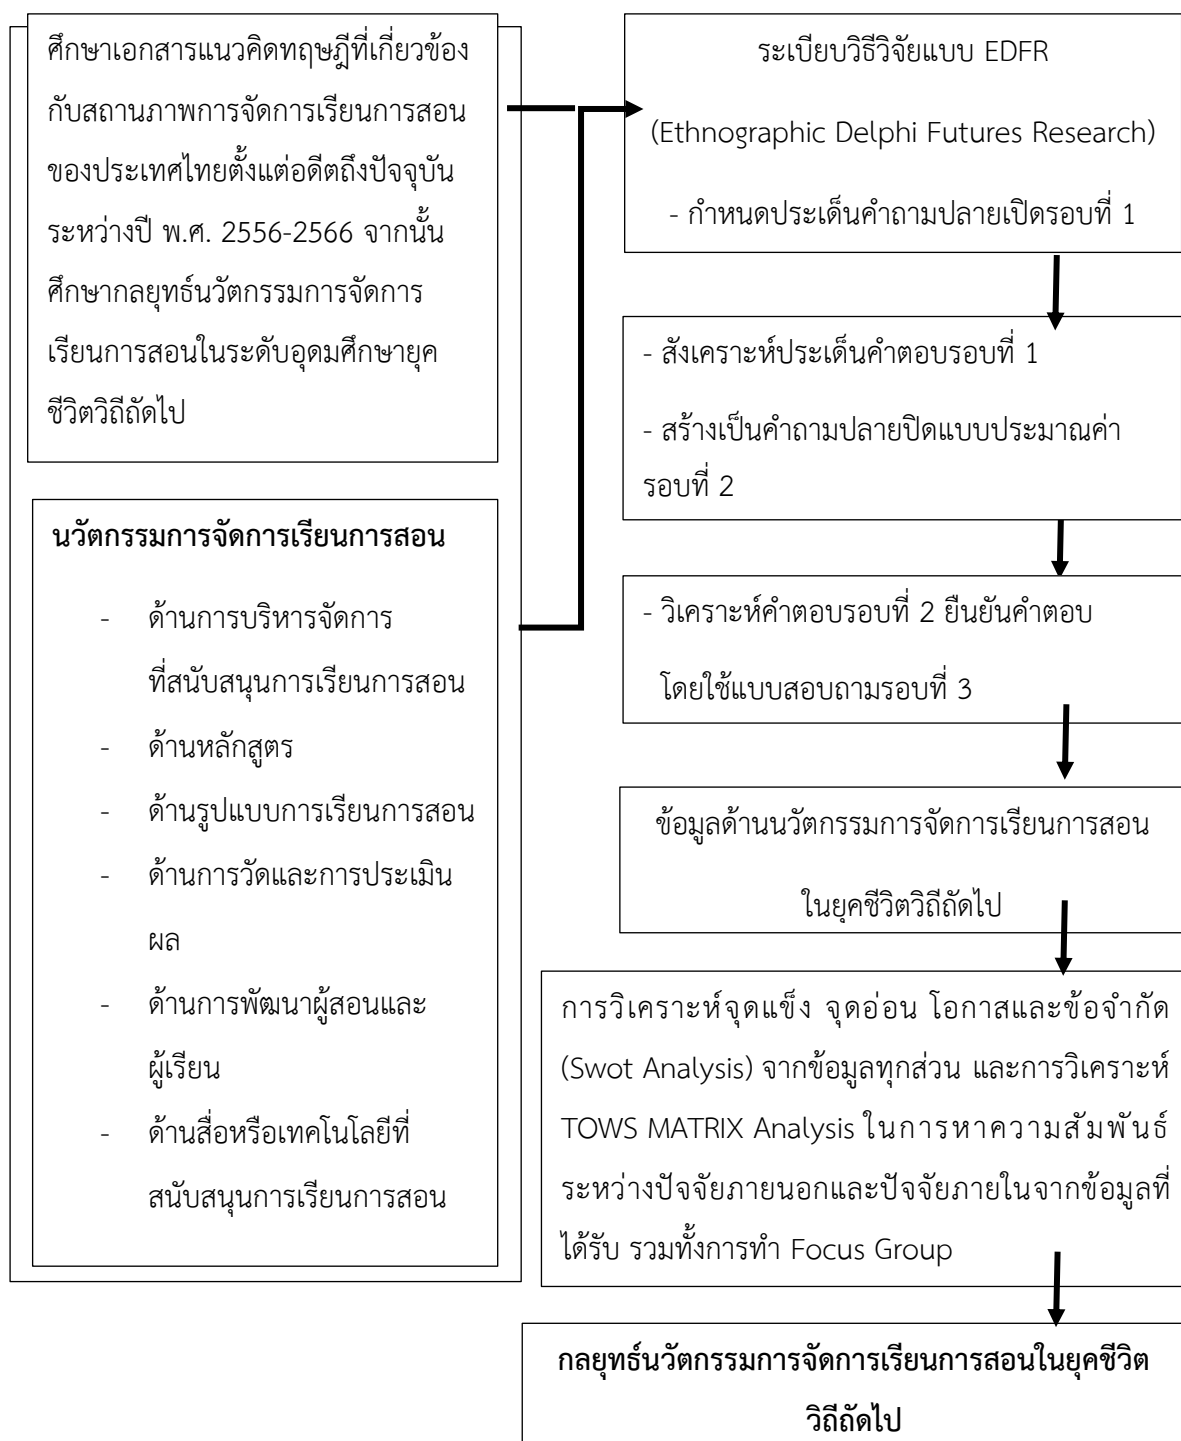 ศึกษาเอกสารแนวคิดทฤษฎีที่เกี่ยวข้อง
กับสถานภาพการจัดการเรียนการสอน
ของประเทศไทยตั้งแต่อดีตถึงปัจจุบัน
ระหว่างปี พ.ศ. 2556-2566 จากนั้น
ศึกษากลยุทธ์นวัตกรรมการจัดการ
เรียนการสอนในระดับอุดมศึกษายุค
ชีวิตวิถีถัดไป
นวัตกรรมการจัดการเรียนการสอน
- ด้านการบริหารจัดการ
ที่สนับสนุนการเรียนการสอน
- ด้านหลักสูตร
- ด้านรูปแบบการเรียนการสอน
- ด้านการวัดและการประเมิน
ผล
- ด้านการพัฒนาผู้สอนและ
ผู้เรียน
- ด้านสื่อหรือเทคโนโลยีที่
สนับสนุนการเรียนการสอน
ระเบียบวิธีวิจัยแบบ EDFR
(Ethnographic Delphi Futures Research)
- กำหนดประเด็นคำถามปลายเปิดรอบที่ 1
- สังเคราะห์ประเด็นคำตอบรอบที่ 1
- สร้างเป็นคำถามปลายปิดแบบประมาณค่า
รอบที่ 2
- วิเคราะห์คำตอบรอบที่ 2 ยืนยันคำตอบ
โดยใช้แบบสอบถามรอบที่ 3
ข้อมูลด้านนวัตกรรมการจัดการเรียนการสอน
ในยุคชีวิตวิถีถัดไป
การวิเคราะห์จุดแข็ง จุดอ่อน โอกาสและข้อจำกัด
(Swot Analysis) จากข้อมูลทุกส่วน และการวิเคราะห์
TOWS MATRIX Analysis ในการหาความสัมพันธ์
ระหว่างปัจจัยภายนอกและปัจจัยภายในจากข้อมูลที่
ได้รับ รวมทั้งการทำ Focus Group
กลยุทธ์นวัตกรรมการจัดการเรียนการสอนในยุคชีวิต
วิถีถัดไป